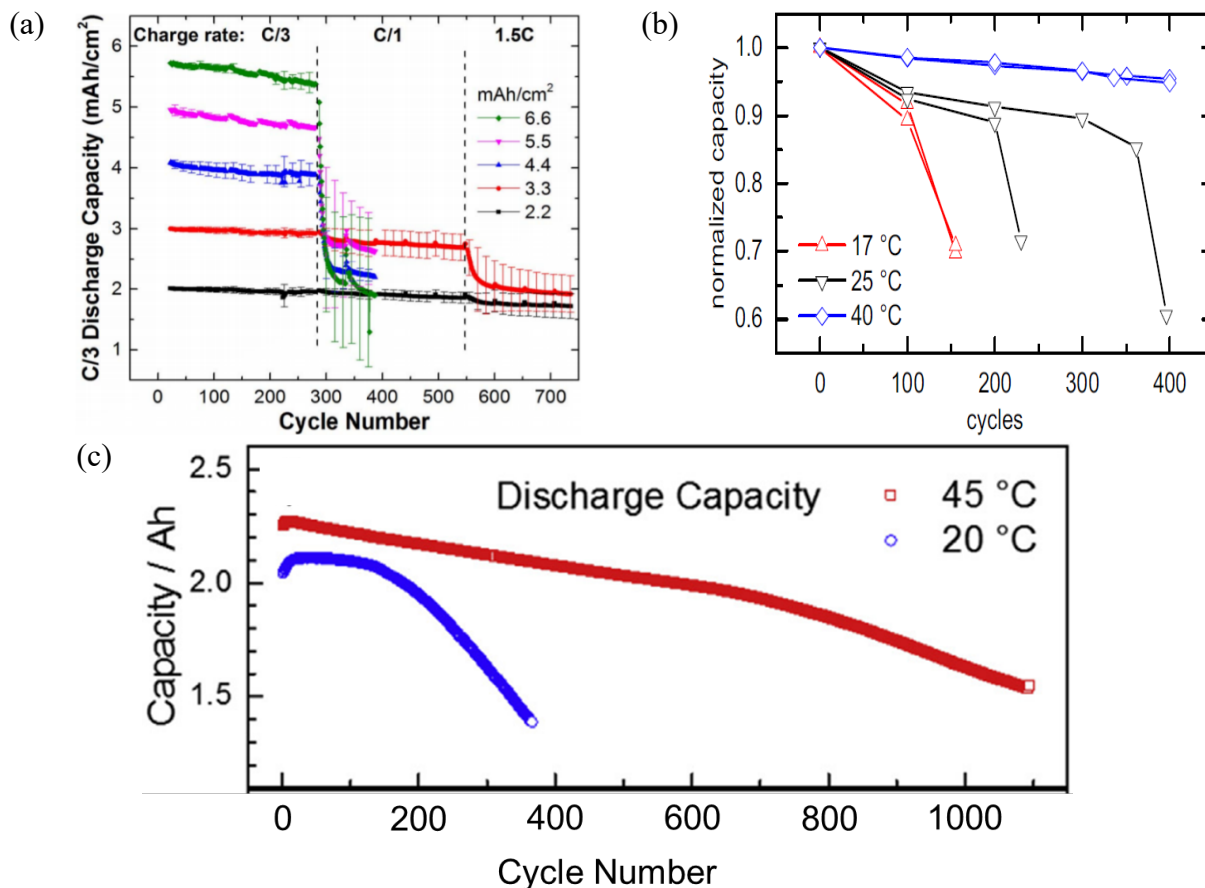 (a)
Charge rate: C/3 C/1 1.5C
C/3 Discharge Capacity (mAh/cm²)
6
5
4
3
2
1
mAh/cm²
6.6
5.5
4.4
3.3
2.2
0 100 200 300 400 500 600 700
Cycle Number
(b)
normalized capacity
1.0
0.9
0.8
0.7
0.6
17 °C
25 °C
40 °C
0 100 200 300 400
cycles
(c)
Capacity / Ah
2.5
2.0
1.5
Discharge Capacity
45 °C
20 °C
0 200 400 600 800 1000
Cycle Number